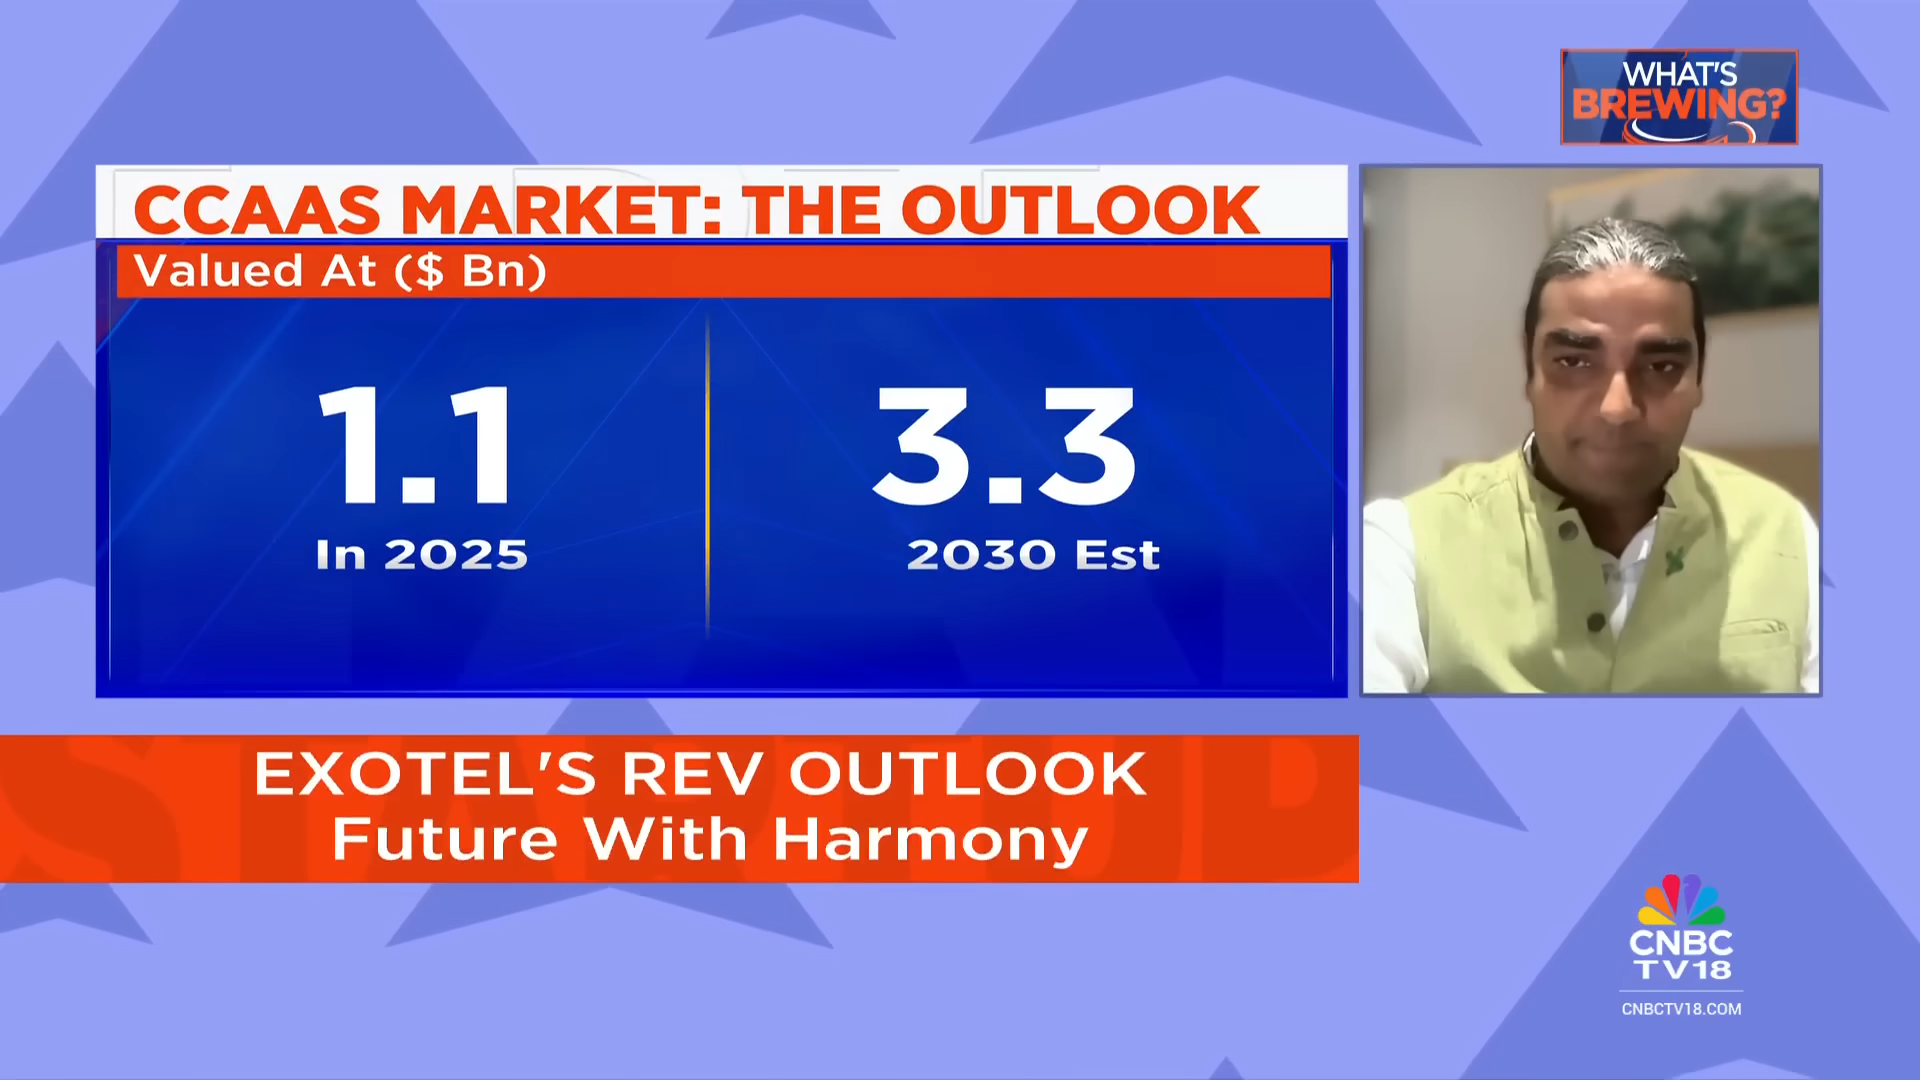 WHAT'S
BREWING?
CCAAS MARKET: THE OUTLOOK
Valued At ($ Bn)
1.1
In 2025
3.3
2030 Est
EXOTEL'S REV OUTLOOK
Future With Harmony
CNBC
TV18
CNBCTV18.COM